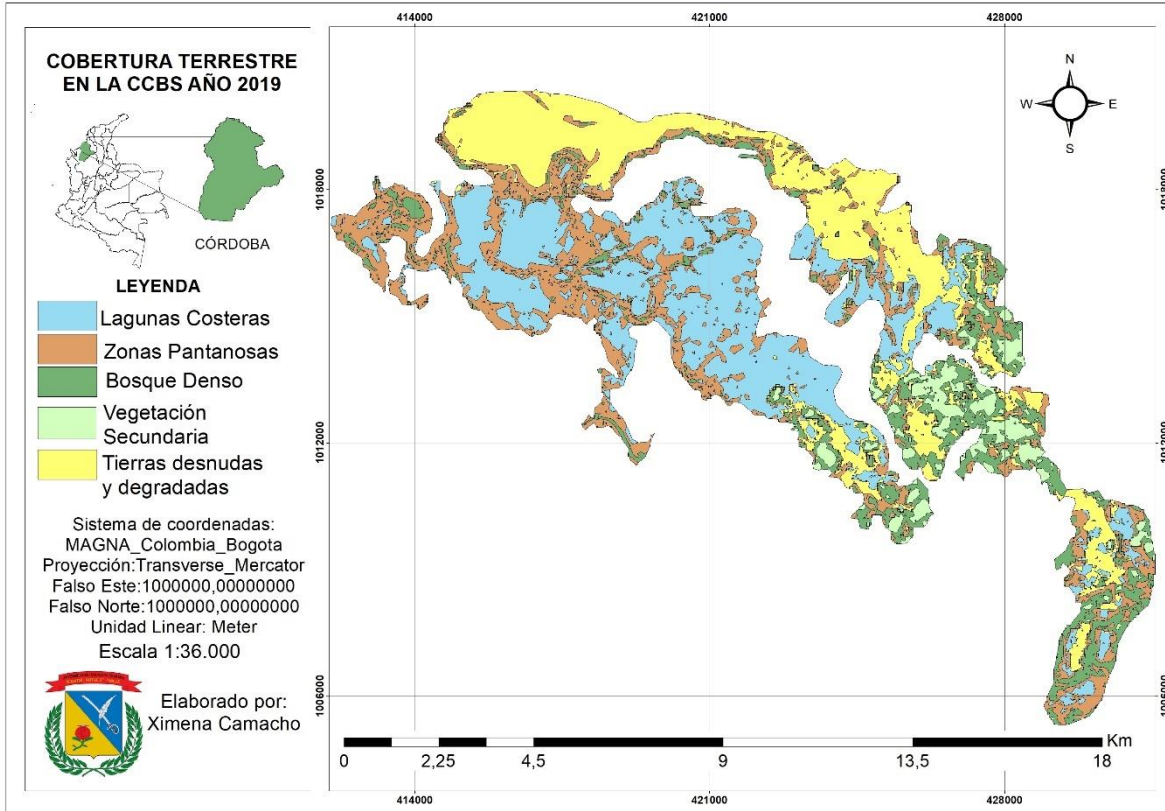 COBERTURA TERRESTRE
EN LA CCBS AÑO 2019
CÓRDOBA
LEYENDA
Lagunas Costeras
Zonas Pantanosas
Bosque Denso
Vegetación
Secundaria
Tierras desnudas
y degradadas
Sistema de coordenadas:
MAGNA_Colombia_Bogota
Proyección:Transverse_Mercator
Falso Este:1000000,00000000
Falso Norte:1000000,00000000
Unidad Linear: Meter
Escala 1:36.000
Elaborado por:
Ximena Camacho
414000
421000
428000
N
W
E
S
1018000
1018000
1012000
1012000
1006000
1006000
Km
0
2,25
4,5
9
13,5
18
414000
421000
428000